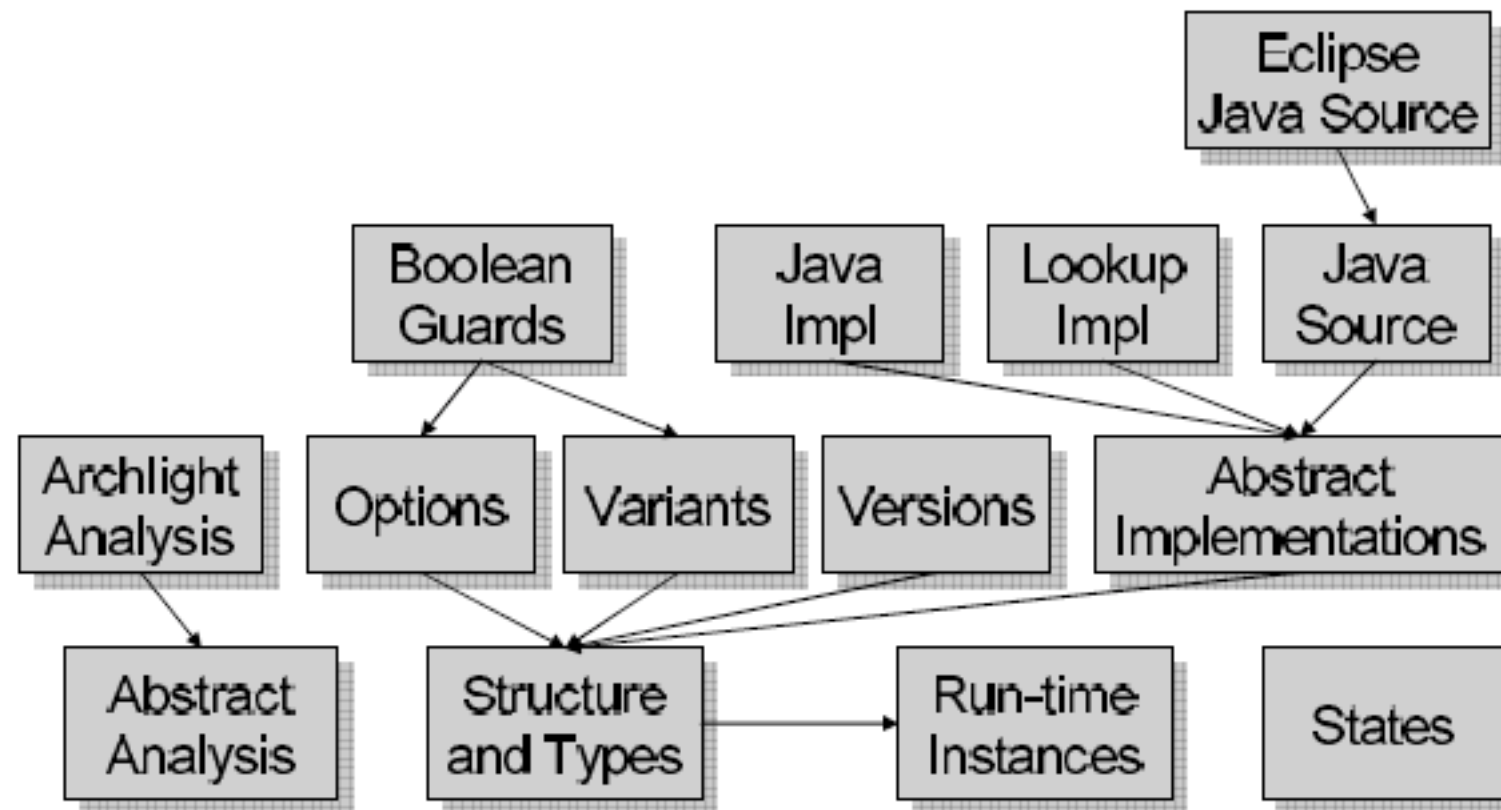 Eclipse
Java Source
Boolean
Guards
Java
Impl
Lookup
Impl
Java
Source
Archlight
Analysis
Options
Variants
Versions
Abstract
Implementations
Abstract
Analysis
Structure
and Types
Run-time
Instances
States